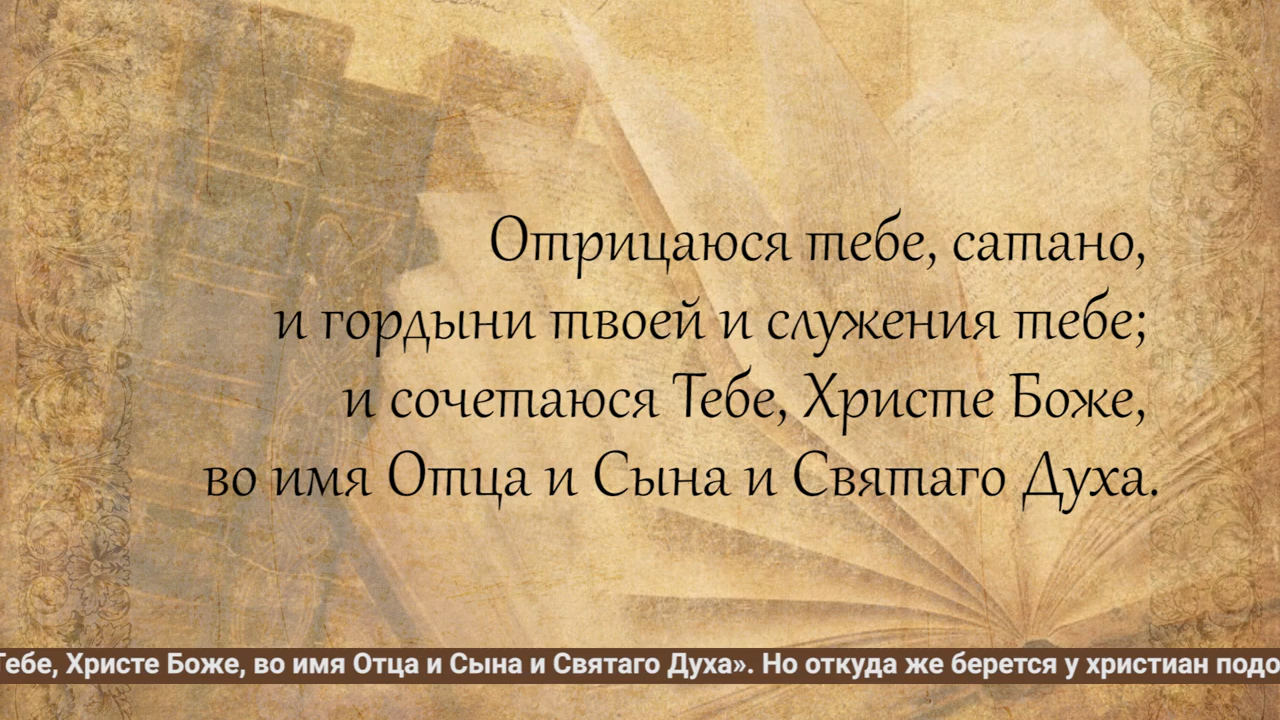 Отрицаюся тебе, сатано,
и гордыни твоей и служения тебе;
и сочетаюся Тебе, Христе Боже,
во имя Отца и Сына и Святаго Духа.
Тебе, Христе Боже, во имя Отца и Сына и Святаго Духа». Но откуда же берется у христиан подо